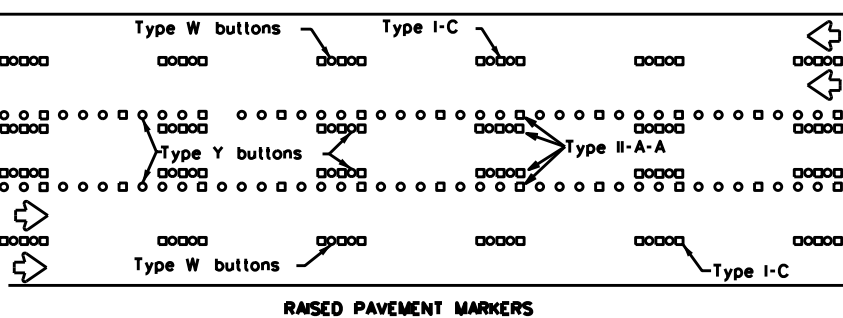 Type W buttons
Type I-C
Type Y buttons
Type II-A-A
Type W buttons
Type I-C
RAISED PAVEMENT MARKERS